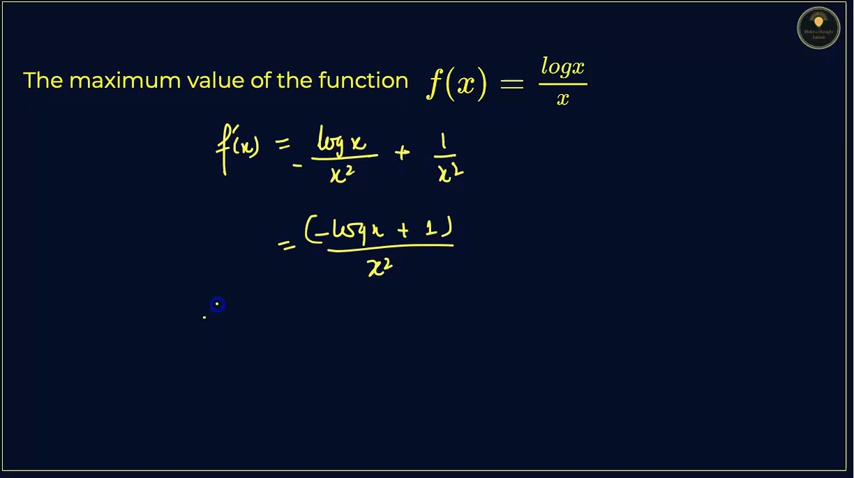 The maximum value of the function f(x) = logx/x
f'(x) = - logx/x² + 1/x²
= (-logx + 1)/x²